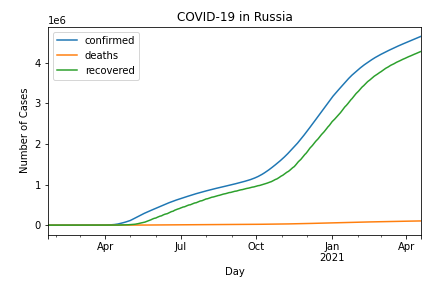 COVID-19 in Russia
1e6
confirmed
deaths
recovered
Number of Cases
4
3
2
1
0
Apr
Jul
Oct
Jan
2021
Apr
Day